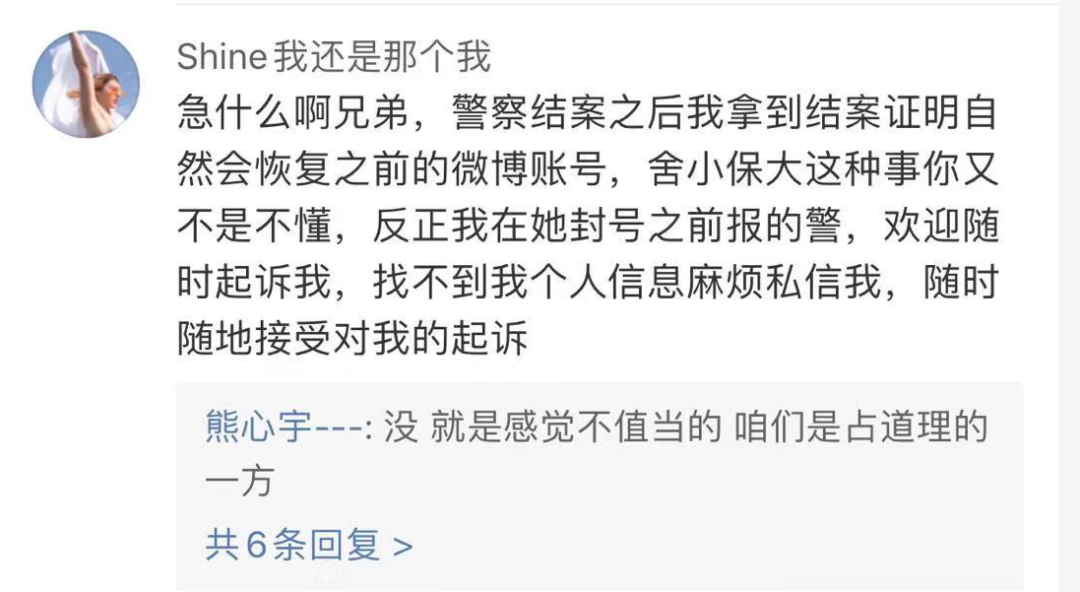 Shine我还是那个我
急什么啊兄弟，警察结案之后我拿到结案证明自
然会恢复之前的微博账号，舍小保大这种事你又
不是不懂，反正我在她封号之前报的警，欢迎随
时起诉我，找不到我个人信息麻烦私信我，随时
随地接受对我的起诉
熊心宇---: 没 就是感觉不值当的 咱们是占道理的
一方
共6条回复 >